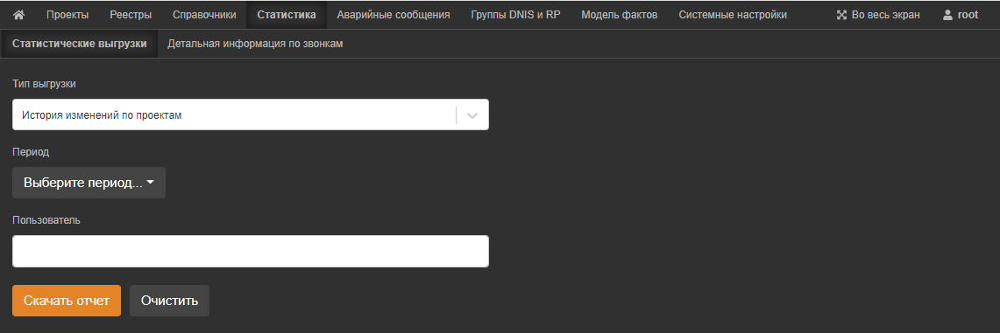 Проекты Реестры Справочники Статистика Аварийные сообщения Группы DNIS и RP Модель фактов Системные настройки Во весь экран root
Статистические выгрузки Детальная информация по звонкам
Тип выгрузки
История изменений по проектам
Период
Выберите период...
Пользователь
Скачать отчет Очистить